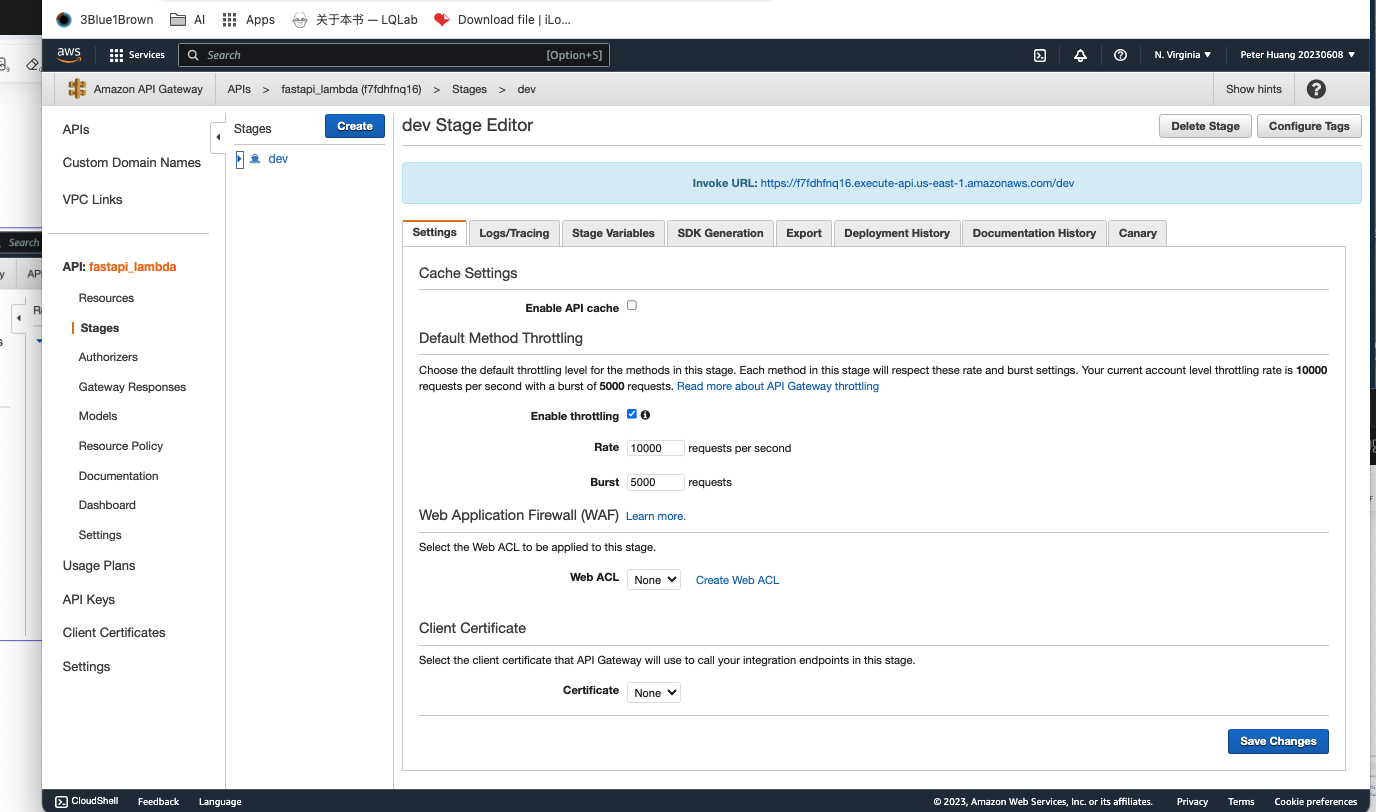 3Blue1Brown AI Apps 关于本书 — LQLab Download file | iLo...
aws Services Search [Option+S] N. Virginia ▼ Peter Huang 20230608 ▼
Amazon API Gateway APIs > fastapi_lambda (f7fdhfnq16) > Stages > dev Show hints
APIs
Custom Domain Names
VPC Links
API: fastapi_lambda
Resources
Stages
Authorizers
Gateway Responses
Models
Resource Policy
Documentation
Dashboard
Settings
Usage Plans
API Keys
Client Certificates
Settings
Stages Create
dev
dev Stage Editor Delete Stage Configure Tags
Invoke URL: https://f7fdhfnq16.execute-api.us-east-1.amazonaws.com/dev
Settings Logs/Tracing Stage Variables SDK Generation Export Deployment History Documentation History Canary
Cache Settings
Enable API cache
Default Method Throttling
Choose the default throttling level for the methods in this stage. Each method in this stage will respect these rate and burst settings. Your current account level throttling rate is 10000
requests per second with a burst of 5000 requests. Read more about API Gateway throttling
Enable throttling
Rate 10000 requests per second
Burst 5000 requests
Web Application Firewall (WAF) Learn more.
Select the Web ACL to be applied to this stage.
Web ACL None Create Web ACL
Client Certificate
Select the client certificate that API Gateway will use to call your integration endpoints in this stage.
Certificate None
Save Changes
Search
CloudShell Feedback Language © 2023, Amazon Web Services, Inc. or its affiliates. Privacy Terms Cookie preferences